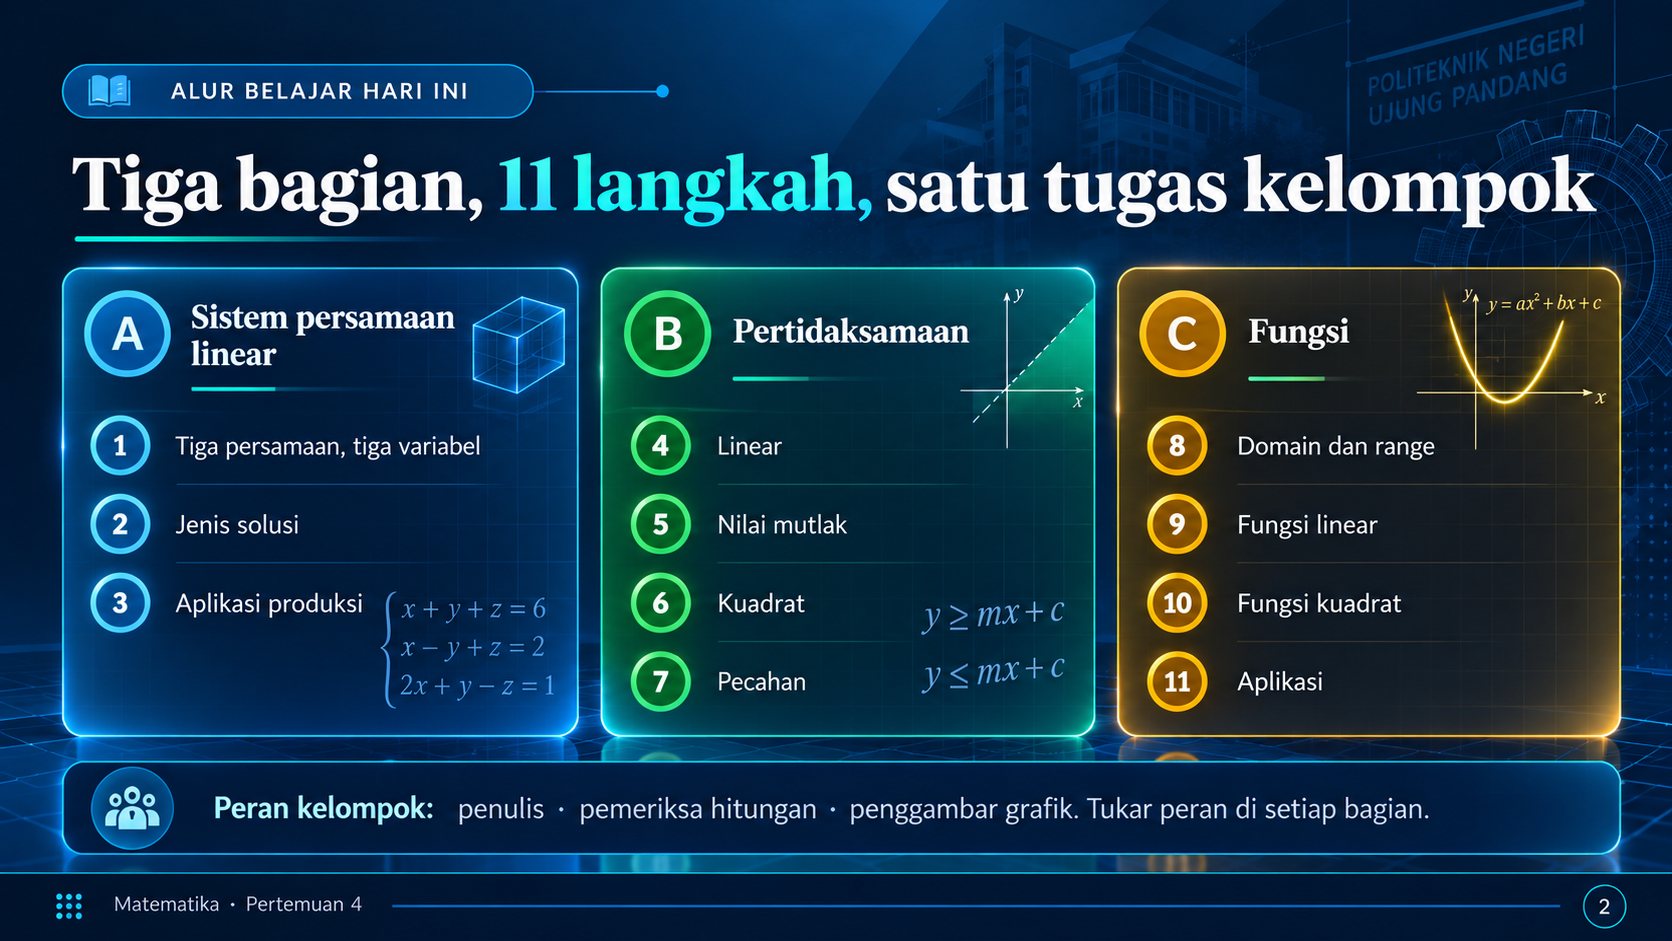 POLITEKNIK NEGERI
UJUNG PANDANG
ALUR BELAJAR HARI INI
Tiga bagian, 11 langkah, satu tugas kelompok
A
Sistem persamaan
linear
1
Tiga persamaan, tiga variabel
2
Jenis solusi
3
Aplikasi produksi
x + y + z = 6
x − y + z = 2
2x + y − z = 1
B
Pertidaksamaan
y
x
4
Linear
5
Nilai mutlak
6
Kuadrat
7
Pecahan
y ≥ mx + c
y ≤ mx + c
C
Fungsi
y
y = ax² + bx + c
x
8
Domain dan range
9
Fungsi linear
10
Fungsi kuadrat
11
Aplikasi
Peran kelompok: penulis · pemeriksa hitungan · penggambar grafik. Tukar peran di setiap bagian.
Matematika · Pertemuan 4
2